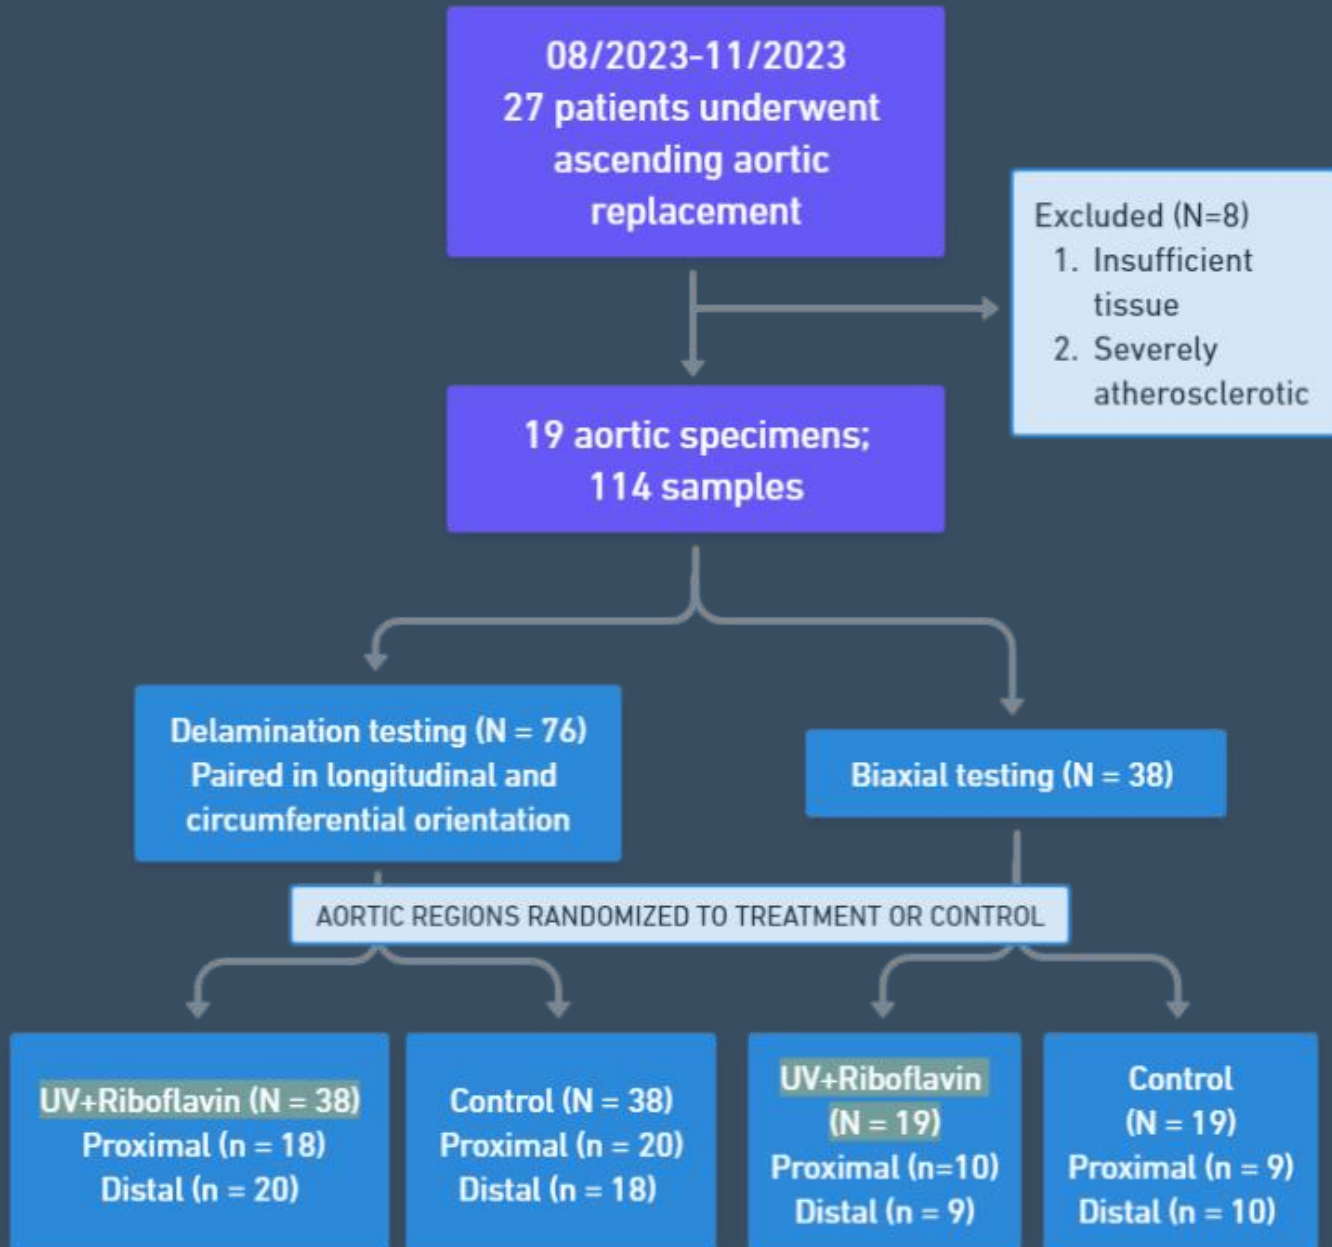 08/2023-11/2023
27 patients underwent
ascending aortic
replacement
Excluded (N=8)
1. Insufficient
tissue
2. Severely
atherosclerotic
19 aortic specimens;
114 samples
Delamination testing (N = 76)
Paired in longitudinal and
circumferential orientation
Biaxial testing (N = 38)
AORTIC REGIONS RANDOMIZED TO TREATMENT OR CONTROL
UV+Riboflavin (N = 38)
Proximal (n = 18)
Distal (n = 20)
Control (N = 38)
Proximal (n = 20)
Distal (n = 18)
UV+Riboflavin
(N = 19)
Proximal (n=10)
Distal (n = 9)
Control
(N = 19)
Proximal (n = 9)
Distal (n = 10)